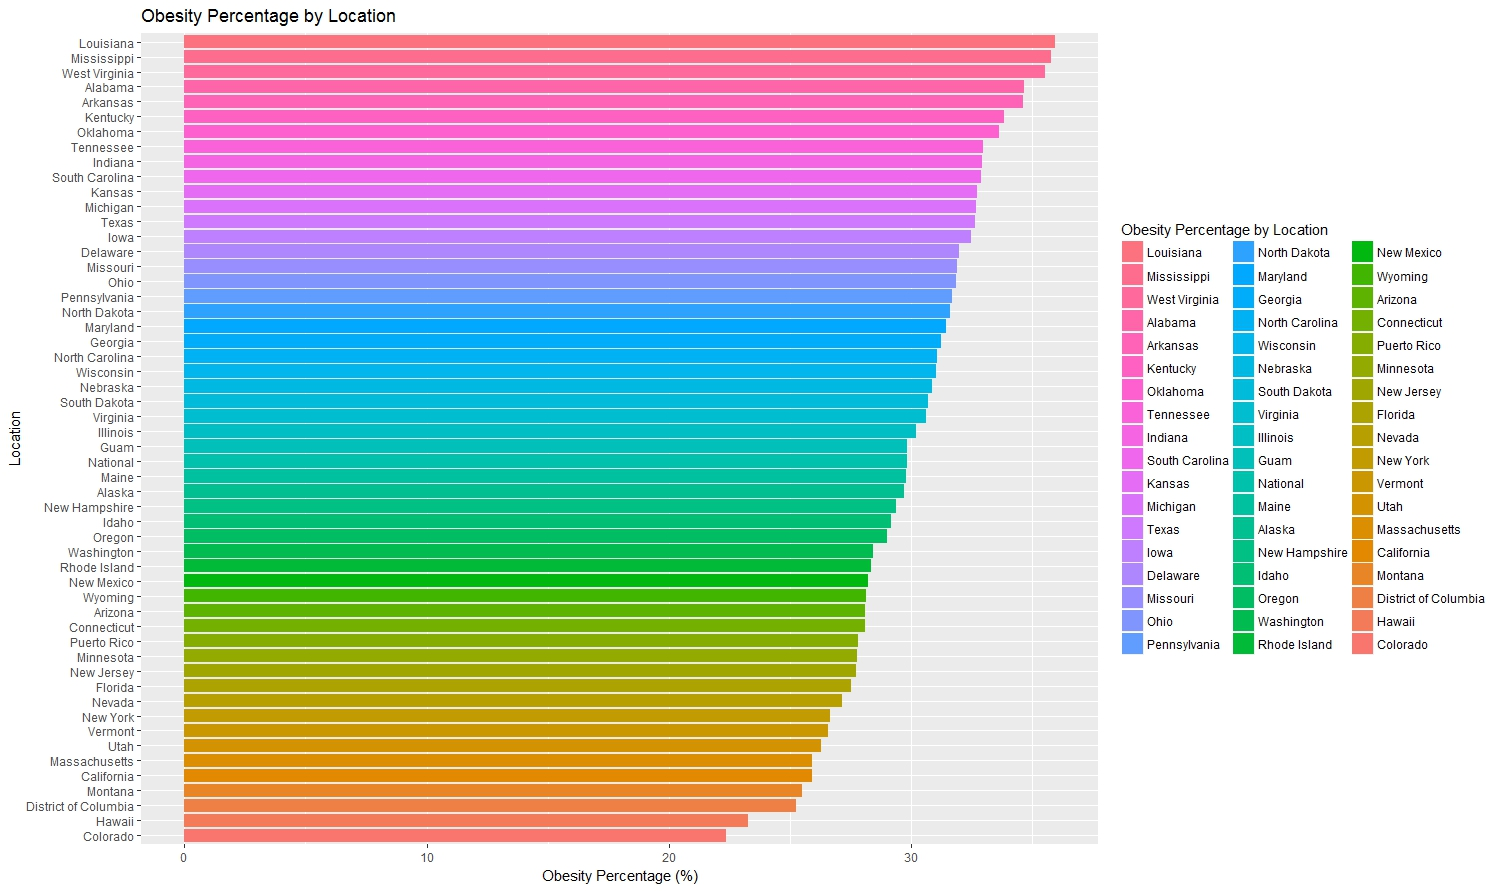 Obesity Percentage by Location
Location
Louisiana
Mississippi
West Virginia
Alabama
Arkansas
Kentucky
Oklahoma
Tennessee
Indiana
South Carolina
Kansas
Michigan
Texas
Iowa
Delaware
Missouri
Ohio
Pennsylvania
North Dakota
Maryland
Georgia
North Carolina
Wisconsin
Nebraska
South Dakota
Virginia
Illinois
Guam
National
Maine
Alaska
New Hampshire
Idaho
Oregon
Washington
Rhode Island
New Mexico
Wyoming
Arizona
Connecticut
Puerto Rico
Minnesota
New Jersey
Florida
Nevada
New York
Vermont
Utah
Massachusetts
California
Montana
District of Columbia
Hawaii
Colorado
0 10 20 30
Obesity Percentage (%)
Obesity Percentage by Location
Louisiana North Dakota New Mexico
Mississippi Maryland Wyoming
West Virginia Georgia Arizona
Alabama North Carolina Connecticut
Arkansas Wisconsin Puerto Rico
Kentucky Nebraska Minnesota
Oklahoma South Dakota New Jersey
Tennessee Virginia Florida
Indiana Illinois Nevada
South Carolina Guam New York
Kansas National Vermont
Michigan Maine Utah
Texas Alaska Massachusetts
Iowa New Hampshire California
Delaware Idaho Montana
Missouri Oregon District of Columbia
Ohio Washington Hawaii
Pennsylvania Rhode Island Colorado